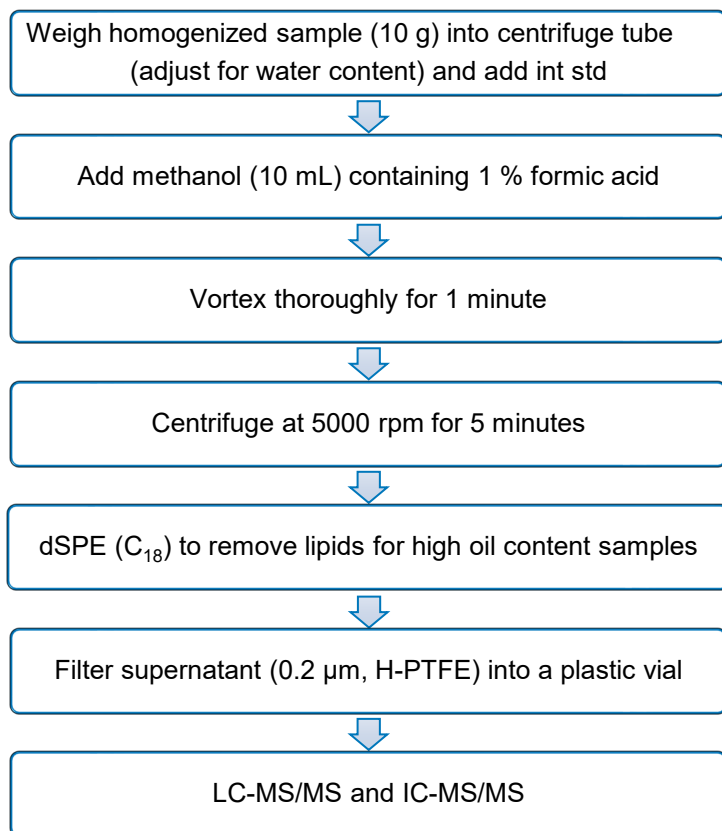 Weigh homogenized sample (10 g) into centrifuge tube
(adjust for water content) and add int std
Add methanol (10 mL) containing 1 % formic acid
Vortex thoroughly for 1 minute
Centrifuge at 5000 rpm for 5 minutes
dSPE (C₁₈) to remove lipids for high oil content samples
Filter supernatant (0.2 µm, H-PTFE) into a plastic vial
LC-MS/MS and IC-MS/MS